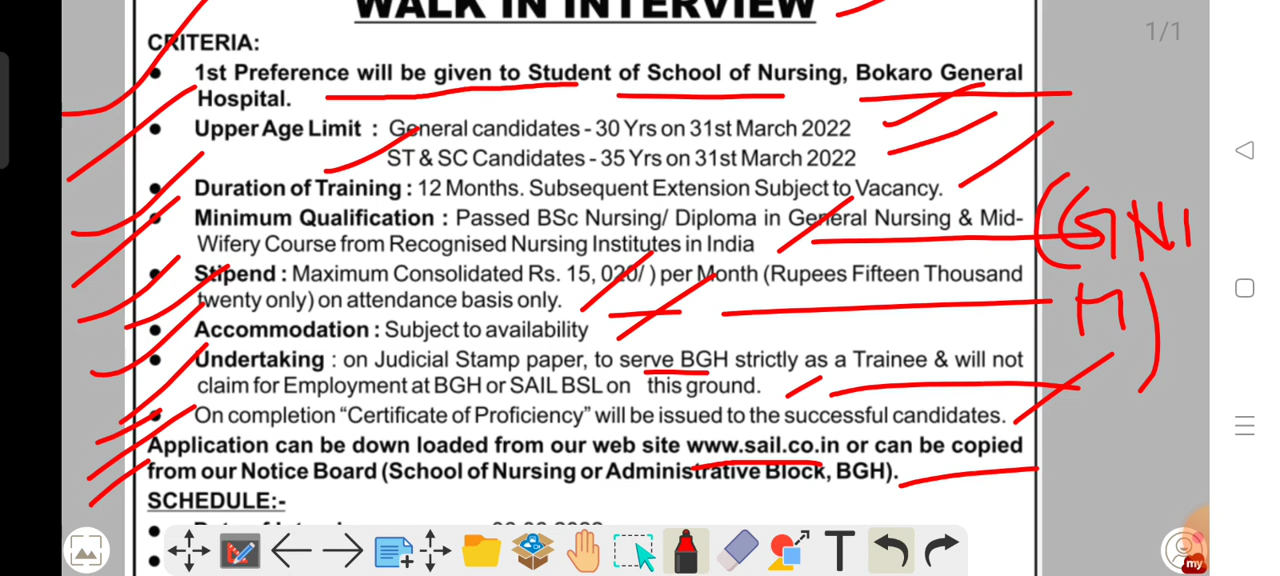 WALK IN INTERVIEW
1/1
CRITERIA:
• 1st Preference will be given to Student of School of Nursing, Bokaro General
Hospital.
• Upper Age Limit : General candidates - 30 Yrs on 31st March 2022
ST & SC Candidates - 35 Yrs on 31st March 2022
• Duration of Training : 12 Months. Subsequent Extension Subject to Vacancy.
• Minimum Qualification : Passed BSc Nursing/ Diploma in General Nursing & Mid-
Wifery Course from Recognised Nursing Institutes in India
(GNI
M)
• Stipend : Maximum Consolidated Rs. 15, 020/ ) per Month (Rupees Fifteen Thousand
twenty only) on attendance basis only.
• Accommodation : Subject to availability
• Undertaking : on Judicial Stamp paper, to serve BGH strictly as a Trainee & will not
claim for Employment at BGH or SAIL BSL on this ground.
• On completion “Certificate of Proficiency” will be issued to the successful candidates.
Application can be down loaded from our web site www.sail.co.in or can be copied
from our Notice Board (School of Nursing or Administrative Block, BGH).
SCHEDULE:-
T
my